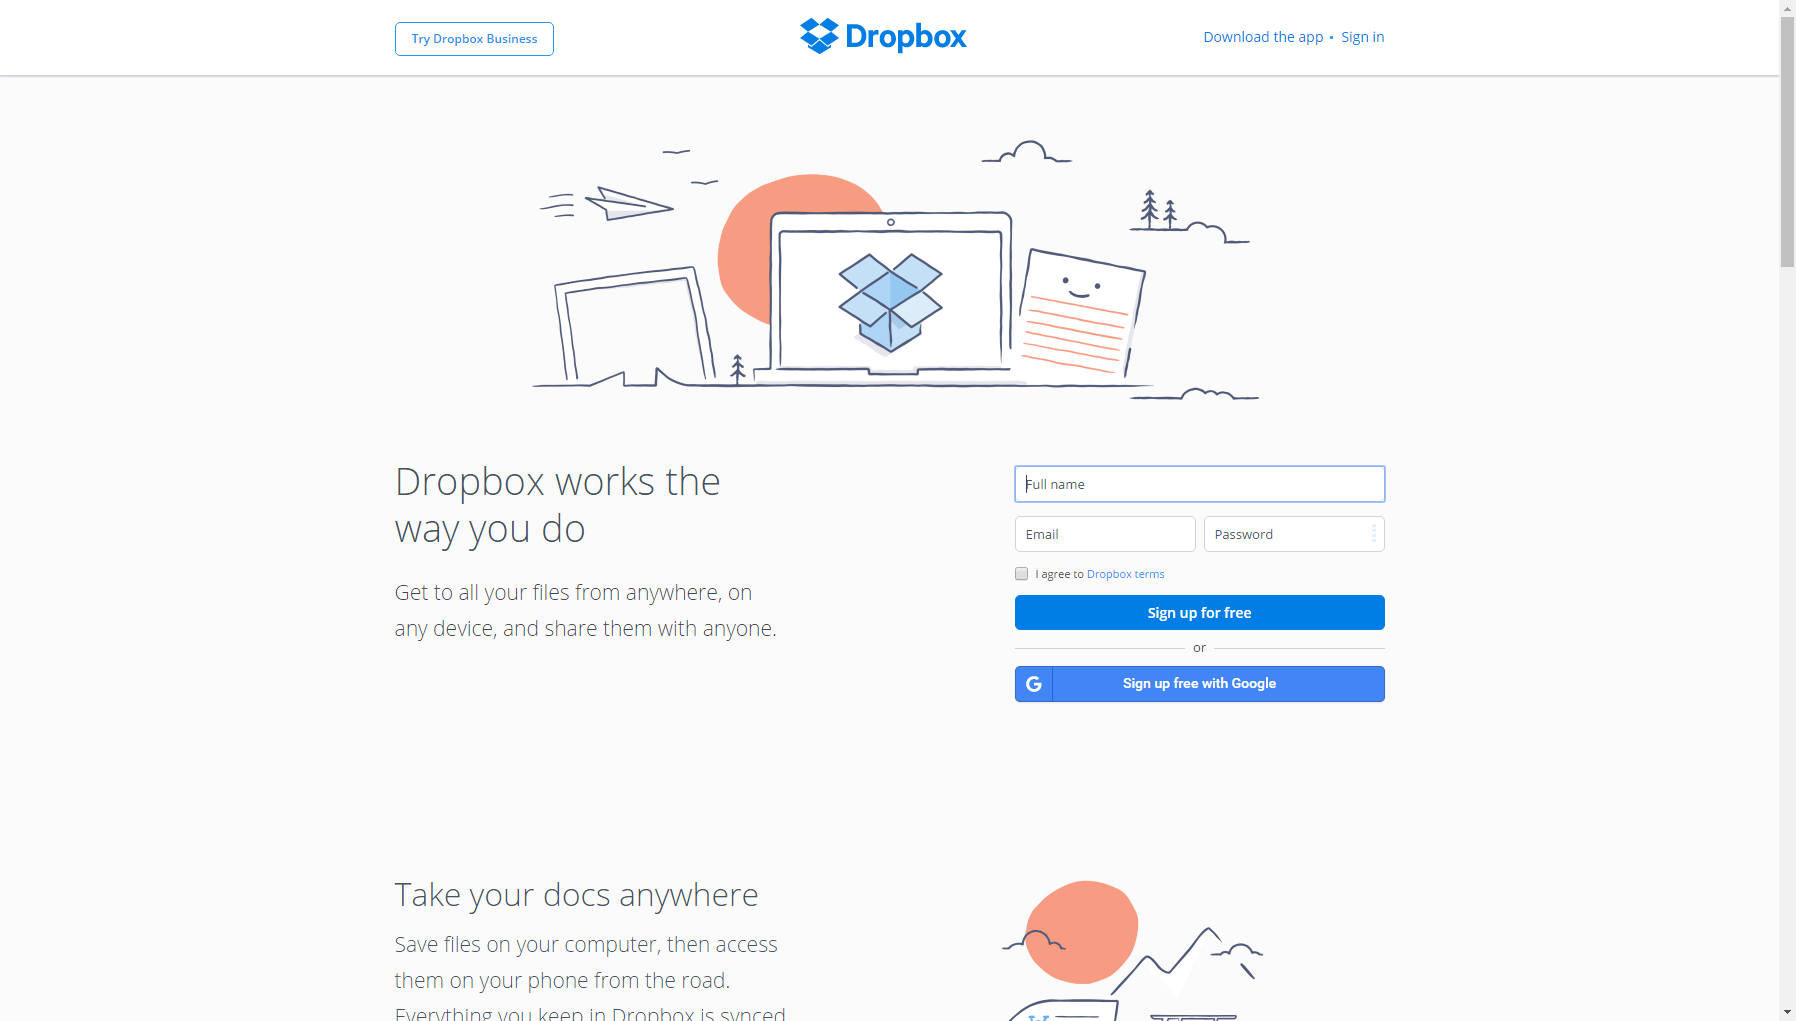 Try Dropbox Business
Dropbox
Download the app • Sign in
Dropbox works the
way you do
Get to all your files from anywhere, on
any device, and share them with anyone.
Full name
Email
Password
I agree to Dropbox terms
Sign up for free
or
G
Sign up free with Google
Take your docs anywhere
Save files on your computer, then access
them on your phone from the road.
Everything you keep in Dropbox is synced